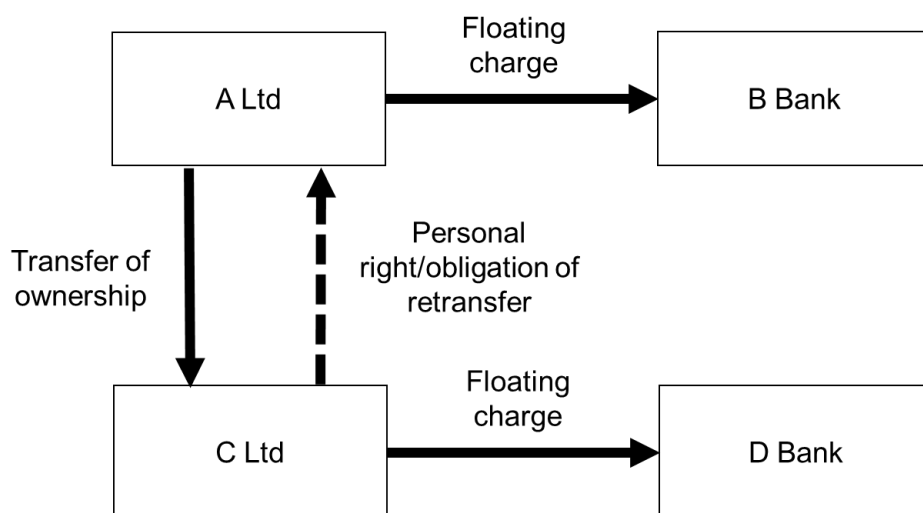 Floating
charge
A Ltd
B Bank
Transfer of
ownership
Personal
right/obligation of
retransfer
Floating
charge
C Ltd
D Bank